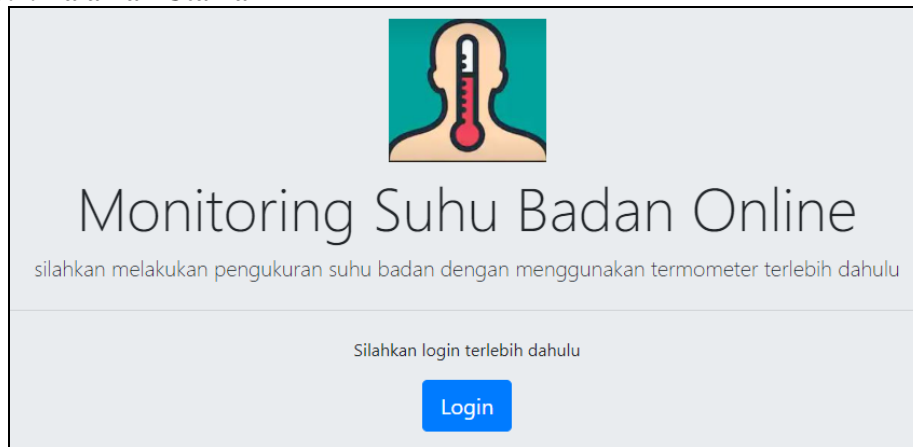 Monitoring Suhu Badan Online
silahkan melakukan pengukuran suhu badan dengan menggunakan termometer terlebih dahulu
Silahkan login terlebih dahulu
Login